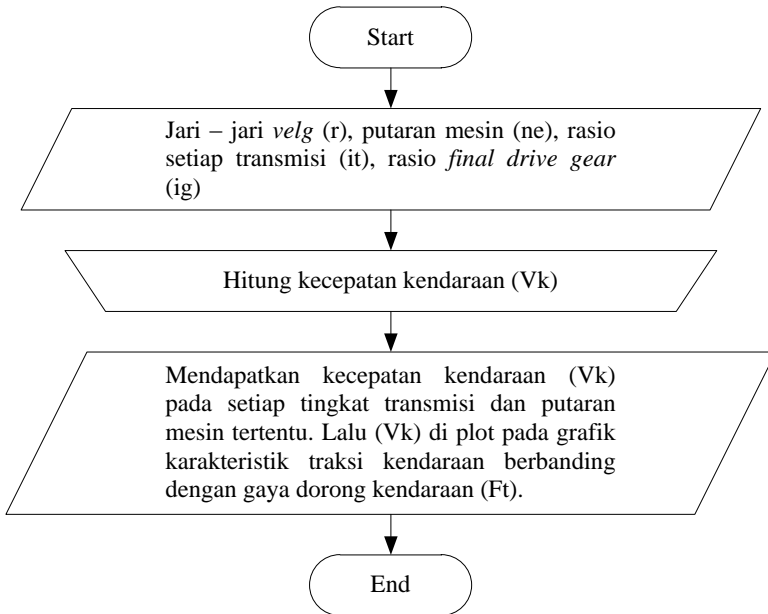 Start
Jari – jari velg (r), putaran mesin (ne), rasio
setiap transmisi (it), rasio final drive gear
(ig)
Hitung kecepatan kendaraan (Vk)
Mendapatkan kecepatan kendaraan (Vk)
pada setiap tingkat transmisi dan putaran
mesin tertentu. Lalu (Vk) di plot pada grafik
karakteristik traksi kendaraan berbanding
dengan gaya dorong kendaraan (Ft).
End